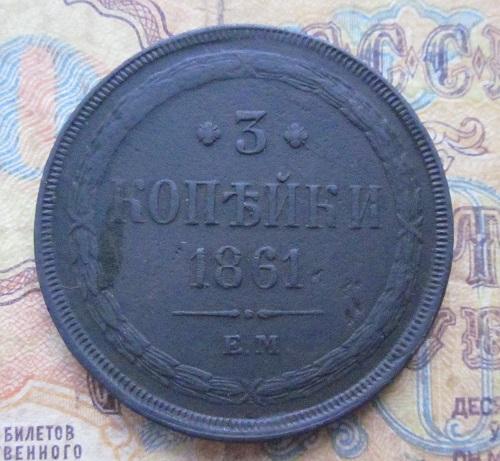 3
КОПѢЙКИ
1861
Е.М
С.С.
БИЛЕТОВ
ВЕННОГО
ДЕС